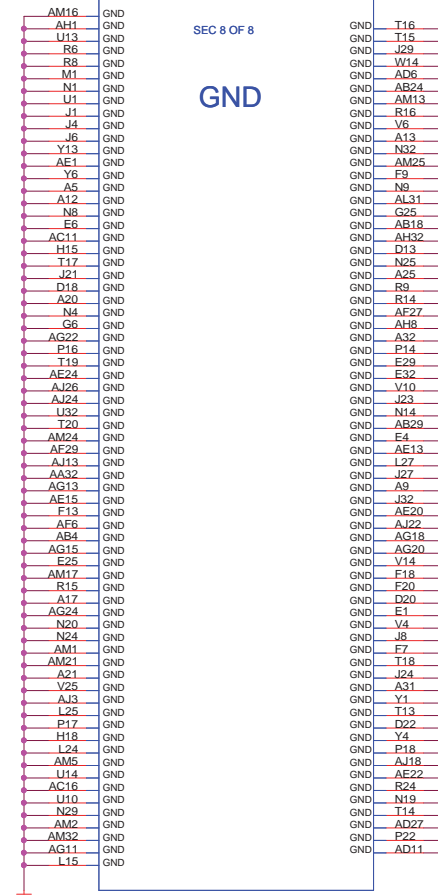 SEC 8 OF 8
GND
AM16 GND
AH1 GND
U13 GND
R6 GND
R8 GND
M1 GND
N1 GND
U1 GND
J1 GND
J4 GND
J6 GND
Y13 GND
AE1 GND
Y6 GND
A5 GND
A12 GND
N8 GND
E6 GND
AC11 GND
H15 GND
T17 GND
J21 GND
D18 GND
A20 GND
N4 GND
G6 GND
AG22 GND
P16 GND
T19 GND
AE24 GND
AJ26 GND
AJ24 GND
U32 GND
T20 GND
AM24 GND
AF29 GND
AJ13 GND
AA32 GND
AG13 GND
AE15 GND
F13 GND
AF6 GND
AB4 GND
AG15 GND
E25 GND
AM17 GND
R15 GND
A17 GND
AG24 GND
N20 GND
N24 GND
AM1 GND
AM21 GND
A21 GND
V25 GND
AJ3 GND
L25 GND
P17 GND
H18 GND
L24 GND
AM5 GND
U14 GND
AC16 GND
U10 GND
N29 GND
AM2 GND
AM32 GND
AG11 GND
L15 GND
GND T16
GND T15
GND J29
GND W14
GND AD6
GND AB24
GND AM13
GND R16
GND V6
GND A13
GND N32
GND AM25
GND F9
GND N9
GND AL31
GND G25
GND AB18
GND AH32
GND D13
GND N25
GND A25
GND R9
GND R14
GND AF27
GND AH8
GND A32
GND P14
GND E29
GND E32
GND V10
GND J23
GND N14
GND AB29
GND E4
GND AE13
GND L27
GND J27
GND A9
GND J32
GND AE20
GND AJ22
GND AG18
GND AG20
GND V14
GND F18
GND F20
GND D20
GND E1
GND V4
GND J8
GND F7
GND T18
GND J24
GND A31
GND Y1
GND T13
GND D22
GND Y4
GND P18
GND AJ18
GND AE22
GND R24
GND N19
GND T14
GND AD27
GND P22
GND AD11